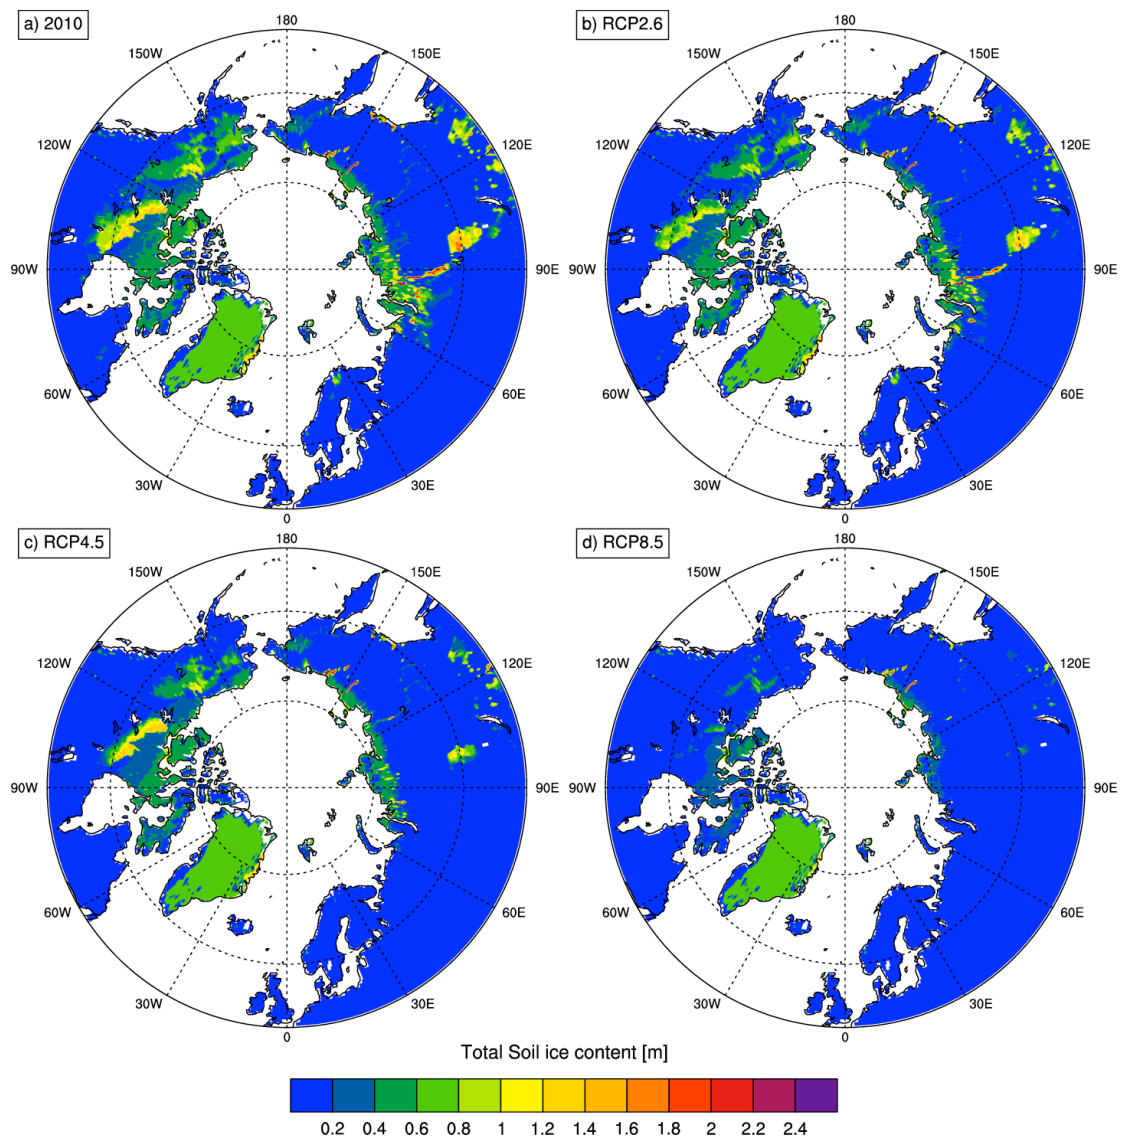 a) 2010
180
150W
150E
120W
120E
90W
90E
60W
60E
30W
30E
0
b) RCP2.6
180
150W
150E
120W
120E
90W
90E
60W
60E
30W
30E
0
c) RCP4.5
180
150W
150E
120W
120E
90W
90E
60W
60E
30W
30E
0
d) RCP8.5
180
150W
150E
120W
120E
90W
90E
60W
60E
30W
30E
0
Total Soil ice content [m]
0.2 0.4 0.6 0.8 1 1.2 1.4 1.6 1.8 2 2.2 2.4